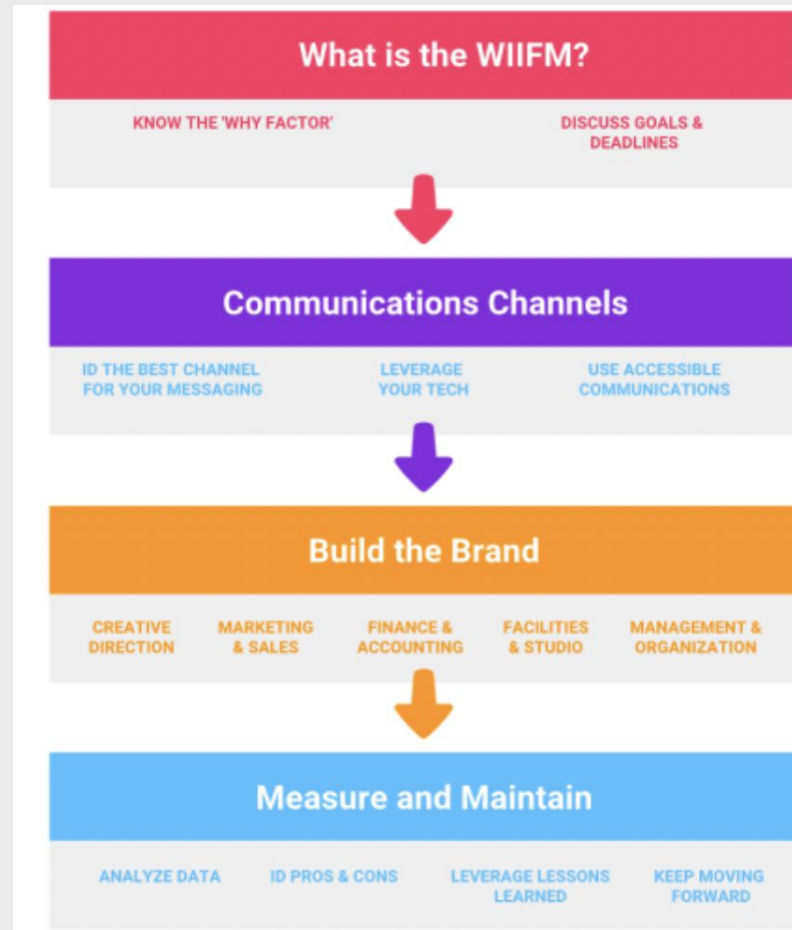 What is the WIIFM?
KNOW THE 'WHY FACTOR'
DISCUSS GOALS &
DEADLINES
Communications Channels
ID THE BEST CHANNEL
FOR YOUR MESSAGING
LEVERAGE
YOUR TECH
USE ACCESSIBLE
COMMUNICATIONS
Build the Brand
CREATIVE
DIRECTION
MARKETING
& SALES
FINANCE &
ACCOUNTING
FACILITIES
& STUDIO
MANAGEMENT &
ORGANIZATION
Measure and Maintain
ANALYZE DATA
ID PROS & CONS
LEVERAGE LESSONS
LEARNED
KEEP MOVING
FORWARD